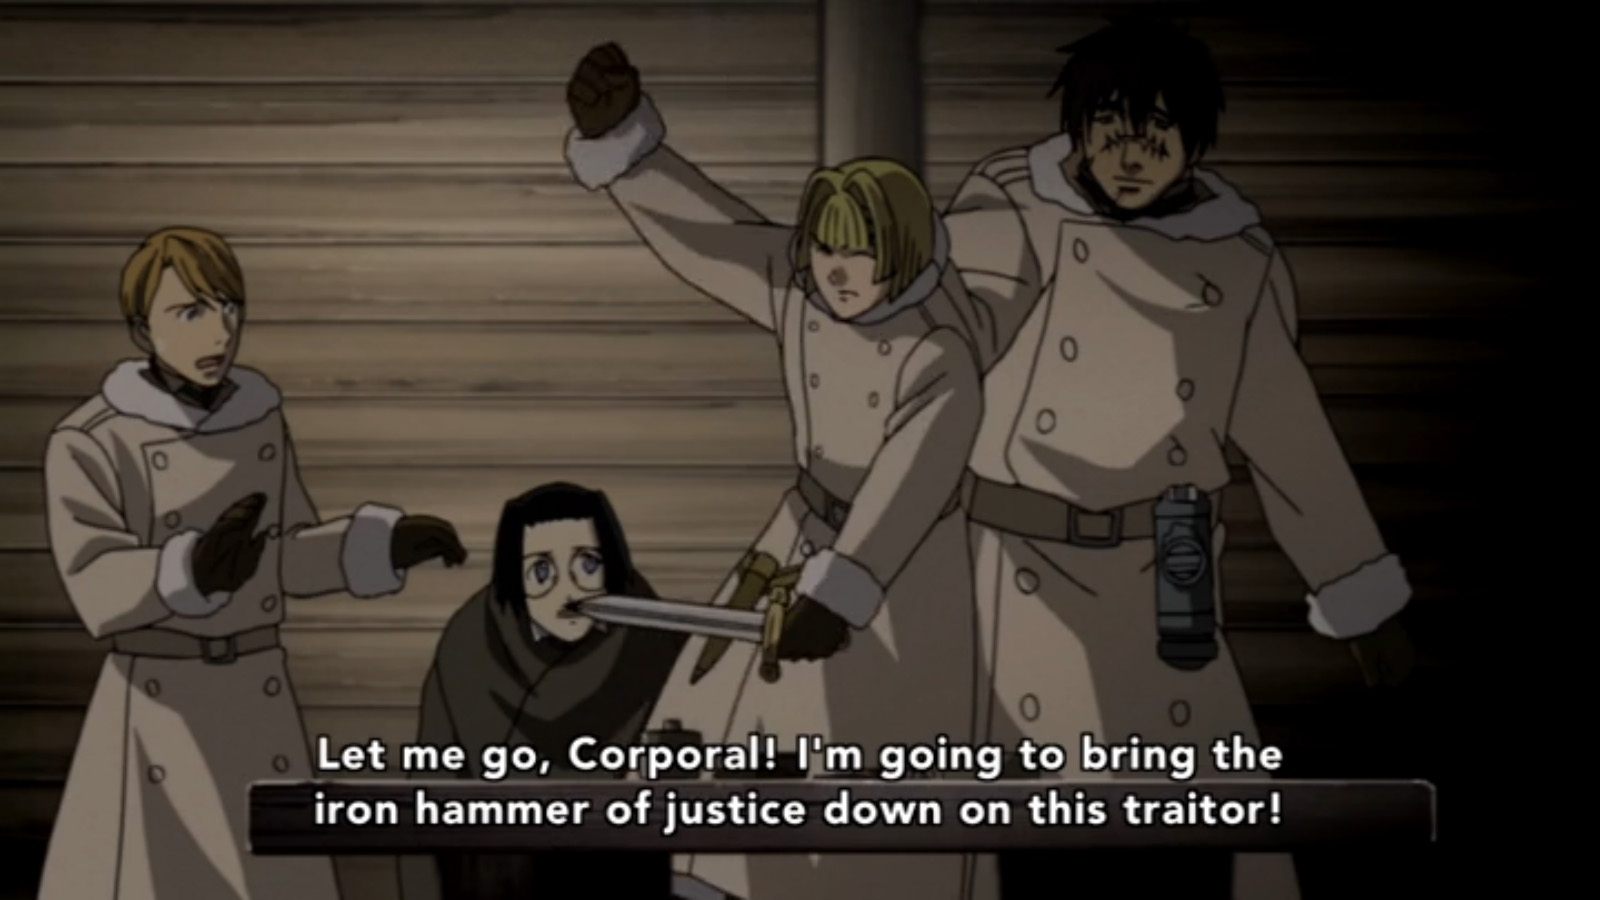 Let me go, Corporal! I'm going to bring the
iron hammer of justice down on this traitor!